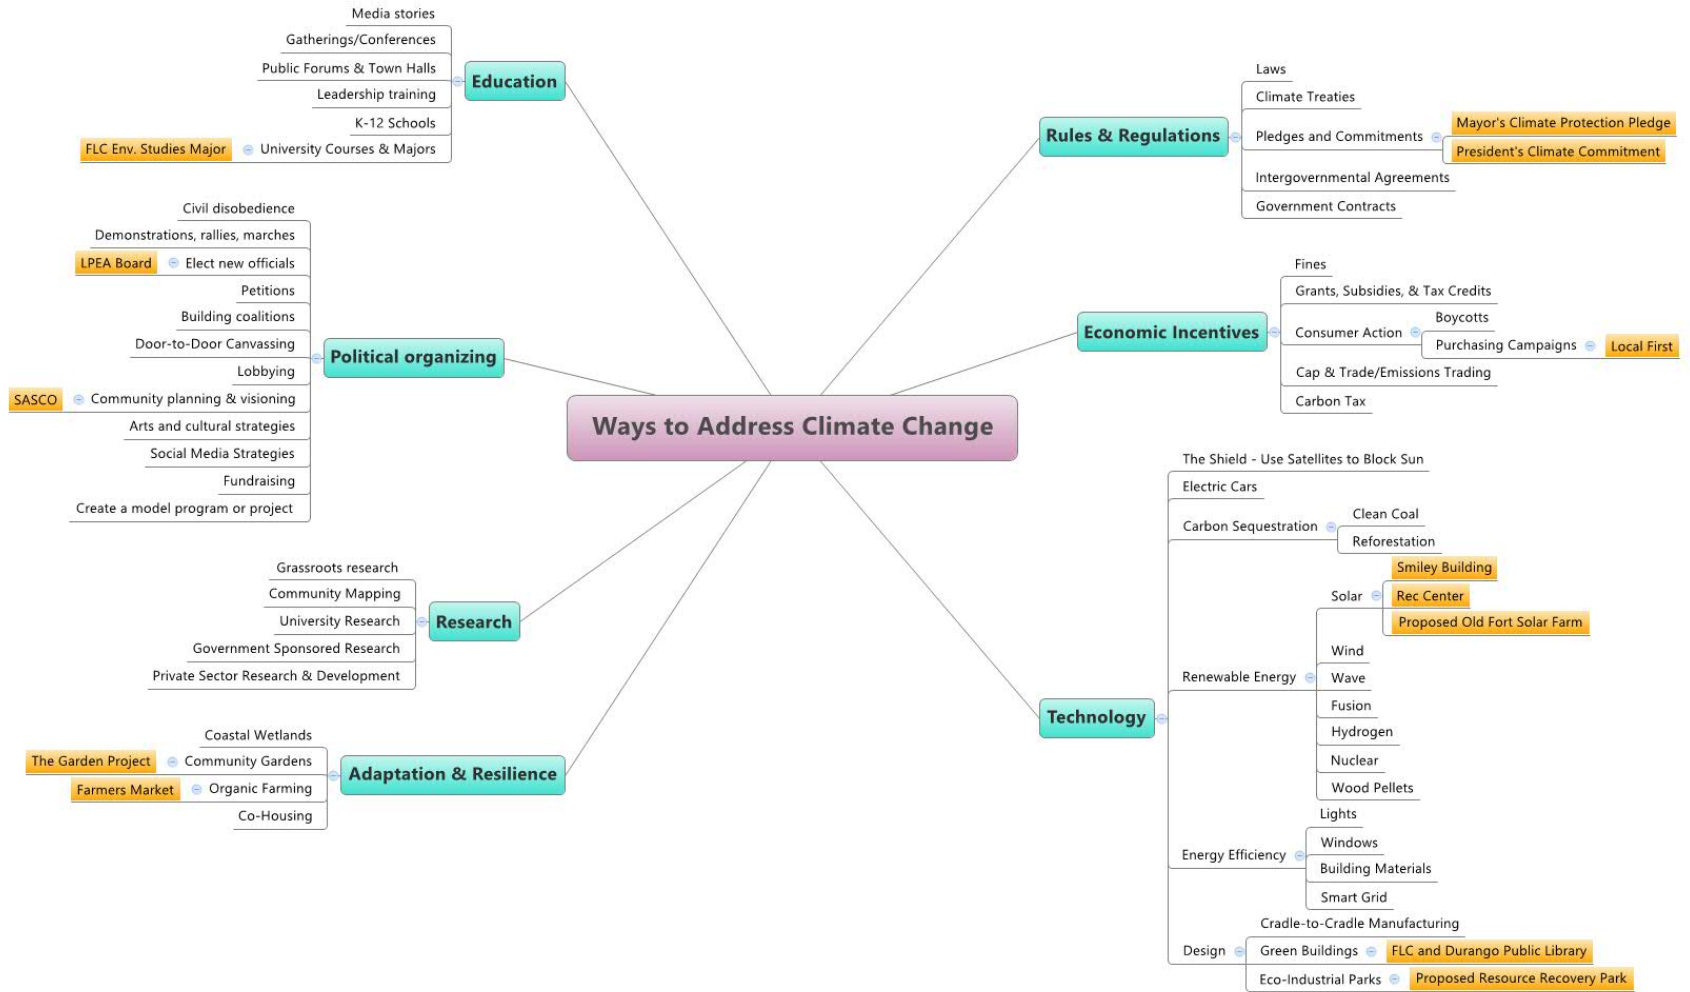 Ways to Address Climate Change
Education
Media stories
Gatherings/Conferences
Public Forums & Town Halls
Leadership training
K-12 Schools
University Courses & Majors
FLC Env. Studies Major
Political organizing
Civil disobedience
Demonstrations, rallies, marches
Elect new officials
LPEA Board
Petitions
Building coalitions
Door-to-Door Canvassing
Lobbying
Community planning & visioning
SASCO
Arts and cultural strategies
Social Media Strategies
Fundraising
Create a model program or project
Research
Grassroots research
Community Mapping
University Research
Government Sponsored Research
Private Sector Research & Development
Adaptation & Resilience
Coastal Wetlands
Community Gardens
The Garden Project
Organic Farming
Farmers Market
Co-Housing
Rules & Regulations
Laws
Climate Treaties
Pledges and Commitments
Mayor's Climate Protection Pledge
President's Climate Commitment
Intergovernmental Agreements
Government Contracts
Economic Incentives
Fines
Grants, Subsidies, & Tax Credits
Consumer Action
Boycotts
Purchasing Campaigns
Local First
Cap & Trade/Emissions Trading
Carbon Tax
Technology
The Shield - Use Satellites to Block Sun
Electric Cars
Carbon Sequestration
Clean Coal
Reforestation
Renewable Energy
Solar
Smiley Building
Rec Center
Proposed Old Fort Solar Farm
Wind
Wave
Fusion
Hydrogen
Nuclear
Wood Pellets
Energy Efficiency
Lights
Windows
Building Materials
Smart Grid
Design
Cradle-to-Cradle Manufacturing
Green Buildings
FLC and Durango Public Library
Eco-Industrial Parks
Proposed Resource Recovery Park